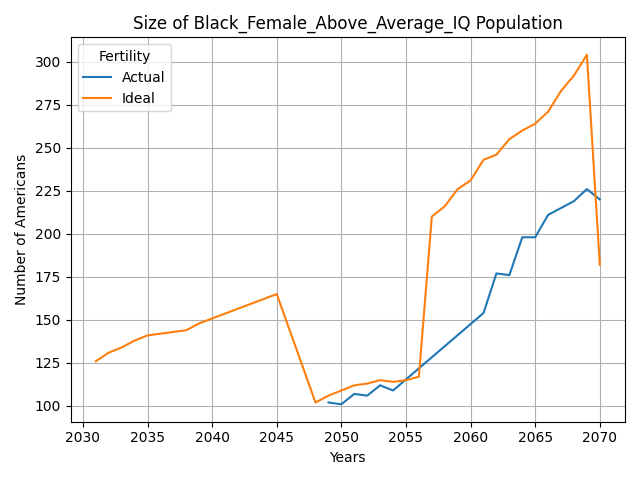 Size of Black_Female_Above_Average_IQ Population
Fertility
Actual
Ideal
Number of Americans
300
275
250
225
200
175
150
125
100
2030 2035 2040 2045 2050 2055 2060 2065 2070
Years